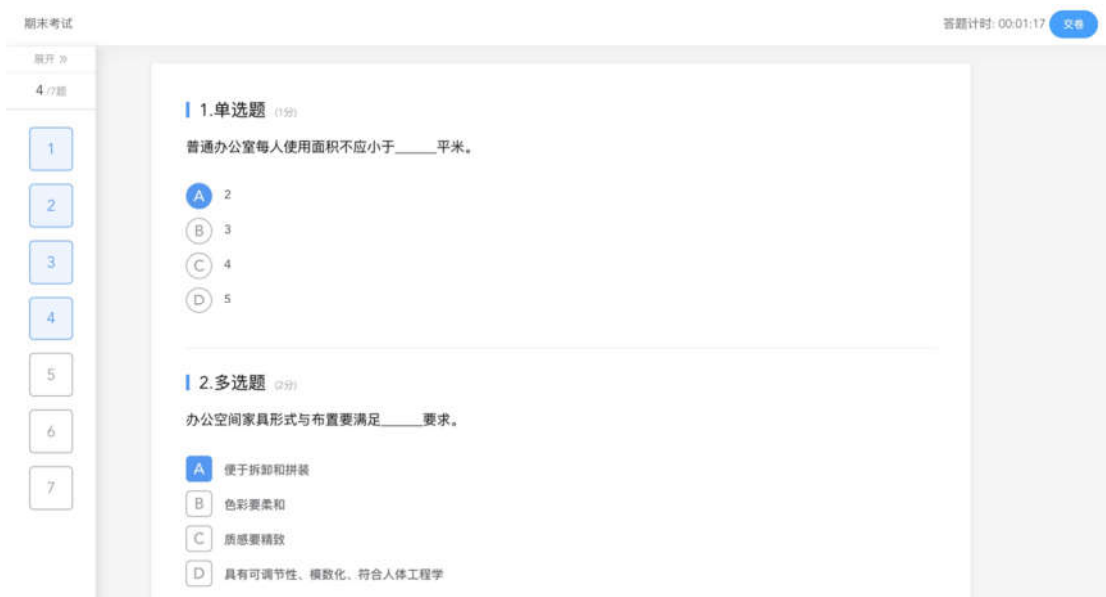 期末考试
答题计时: 00:01:17 交卷
展开 »
4 /7题
1
2
3
4
5
6
7
1.单选题 (1分)
普通办公室每人使用面积不应小于_____平米。
A 2
B 3
C 4
D 5
2.多选题 (2分)
办公空间家具形式与布置要满足_____要求。
A 便于拆卸和拼装
B 色彩要柔和
C 质感要精致
D 具有可调节性、模数化、符合人体工程学